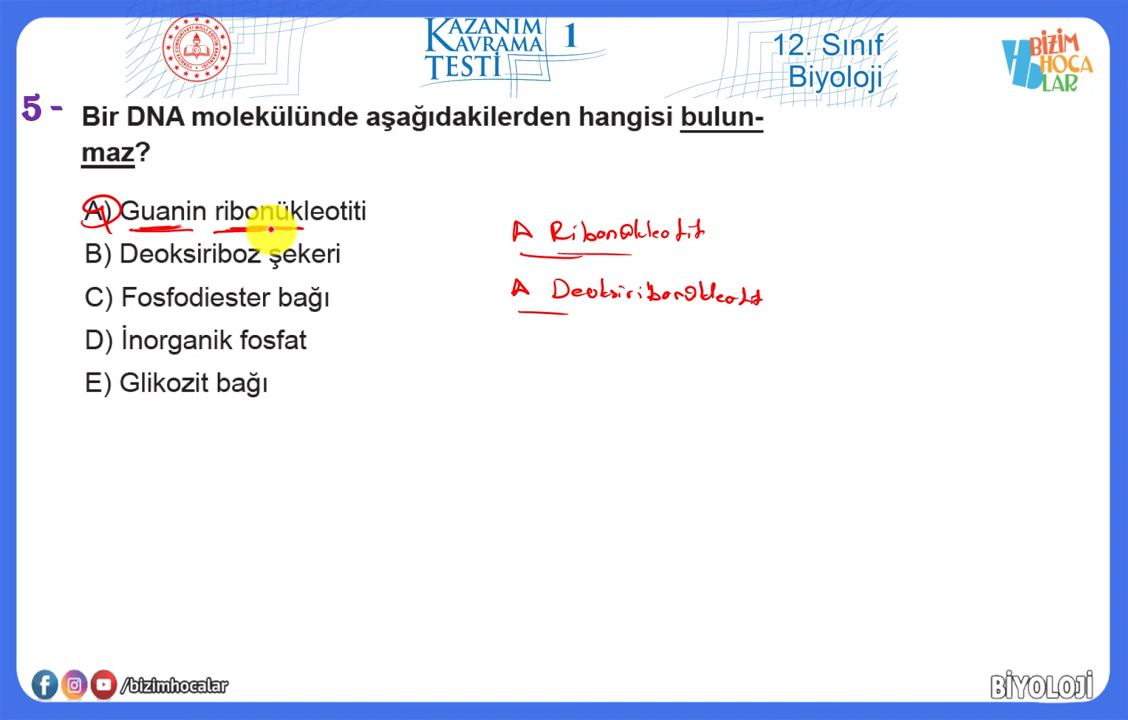 KAZANIM
KAVRAMA 1
TESTİ
12. Sınıf
Biyoloji
BİZİM
HOCA
LAR
5- Bir DNA molekülünde aşağıdakilerden hangisi bulun-
maz?
A) Guanin ribonükleotiti
B) Deoksiriboz şekeri
C) Fosfodiester bağı
D) İnorganik fosfat
E) Glikozit bağı
A Ribonükleotit
A Deoksiribonükleotit
/bizimhocalar
BİYOLOJİ